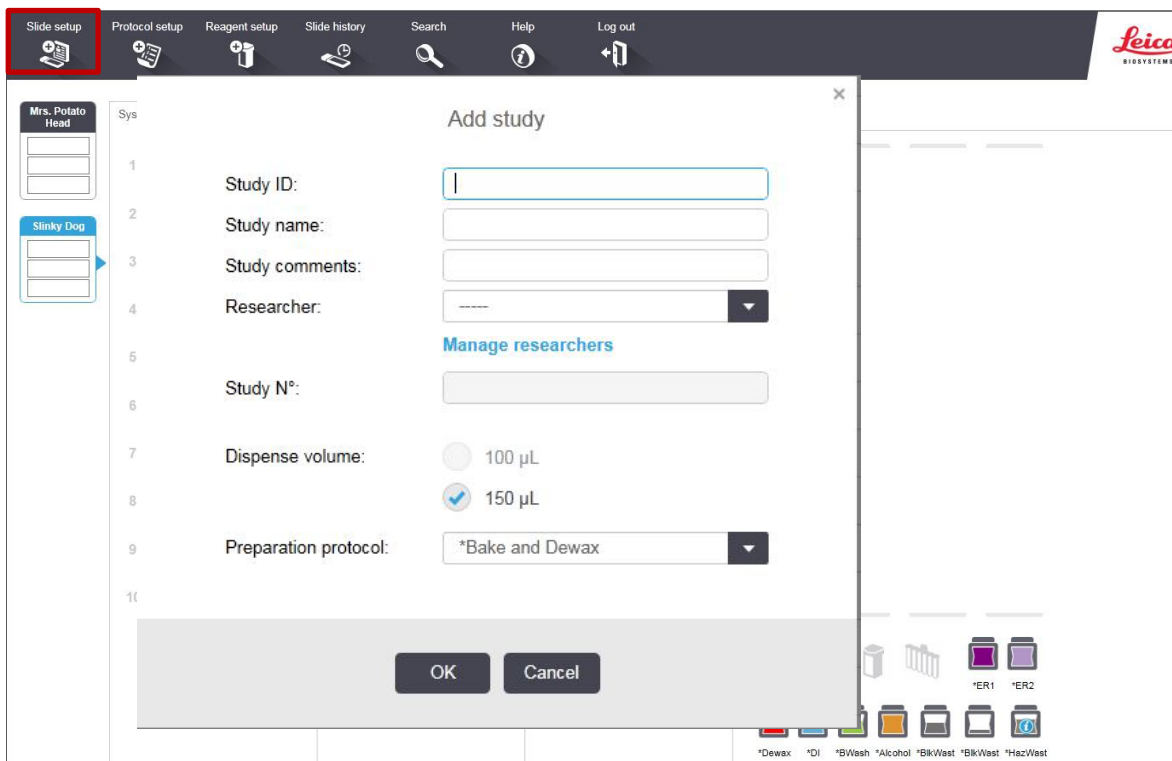 Slide setup
Protocol setup
Reagent setup
Slide history
Search
Help
Log out
Leica
BIOSYSTEMS
Mrs. Potato
Head
Slinky Dog
Sys
1
2
3
4
5
6
7
8
9
10
Add study
Study ID:
Study name:
Study comments:
Researcher:
-----
Manage researchers
Study N°:
Dispense volume:
100 µL
150 µL
Preparation protocol:
*Bake and Dewax
OK
Cancel
*ER1
*ER2
*Dewax
*DI
*BWash
*Alcohol
*BlkWast
*BlkWast
*HazWast